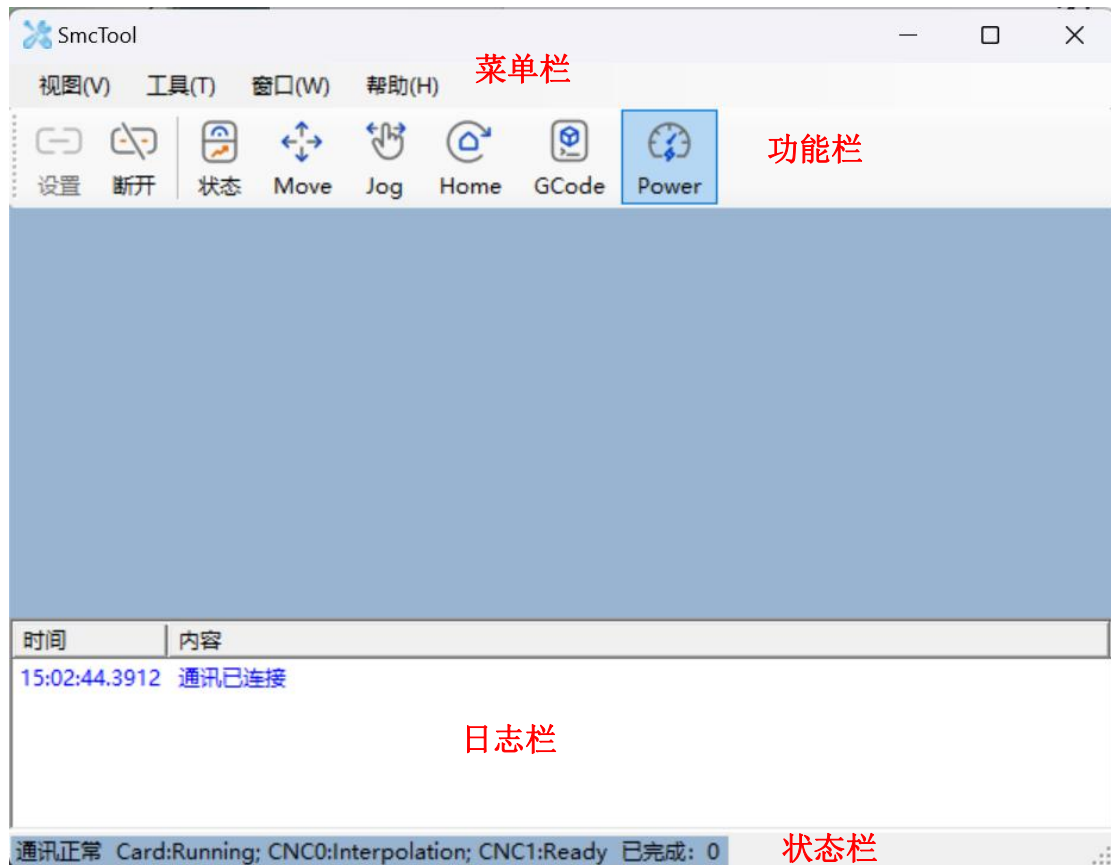 SmcTool
视图(V) 工具(T) 窗口(W) 帮助(H) 菜单栏
设置 断开 状态 Move Jog Home GCode Power 功能栏
时间 内容
15:02:44.3912 通讯已连接
日志栏
通讯正常 Card:Running; CNC0:Interpolation; CNC1:Ready 已完成: 0 状态栏